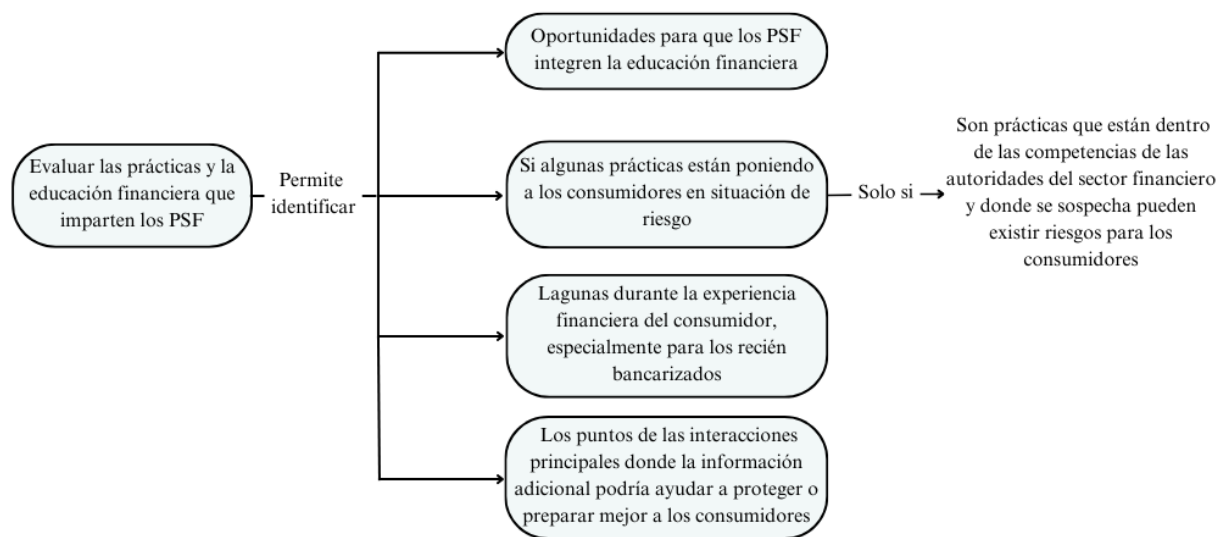 Evaluar las prácticas y la
educación financiera que
imparten los PSF
Permite
identificar
Oportunidades para que los PSF
integren la educación financiera
Si algunas prácticas están poniendo
a los consumidores en situación de
riesgo
Solo si
Son prácticas que están dentro
de las competencias de las
autoridades del sector financiero
y donde se sospecha pueden
existir riesgos para los
consumidores
Lagunas durante la experiencia
financiera del consumidor,
especialmente para los recién
bancarizados
Los puntos de las interacciones
principales donde la información
adicional podría ayudar a proteger o
preparar mejor a los consumidores